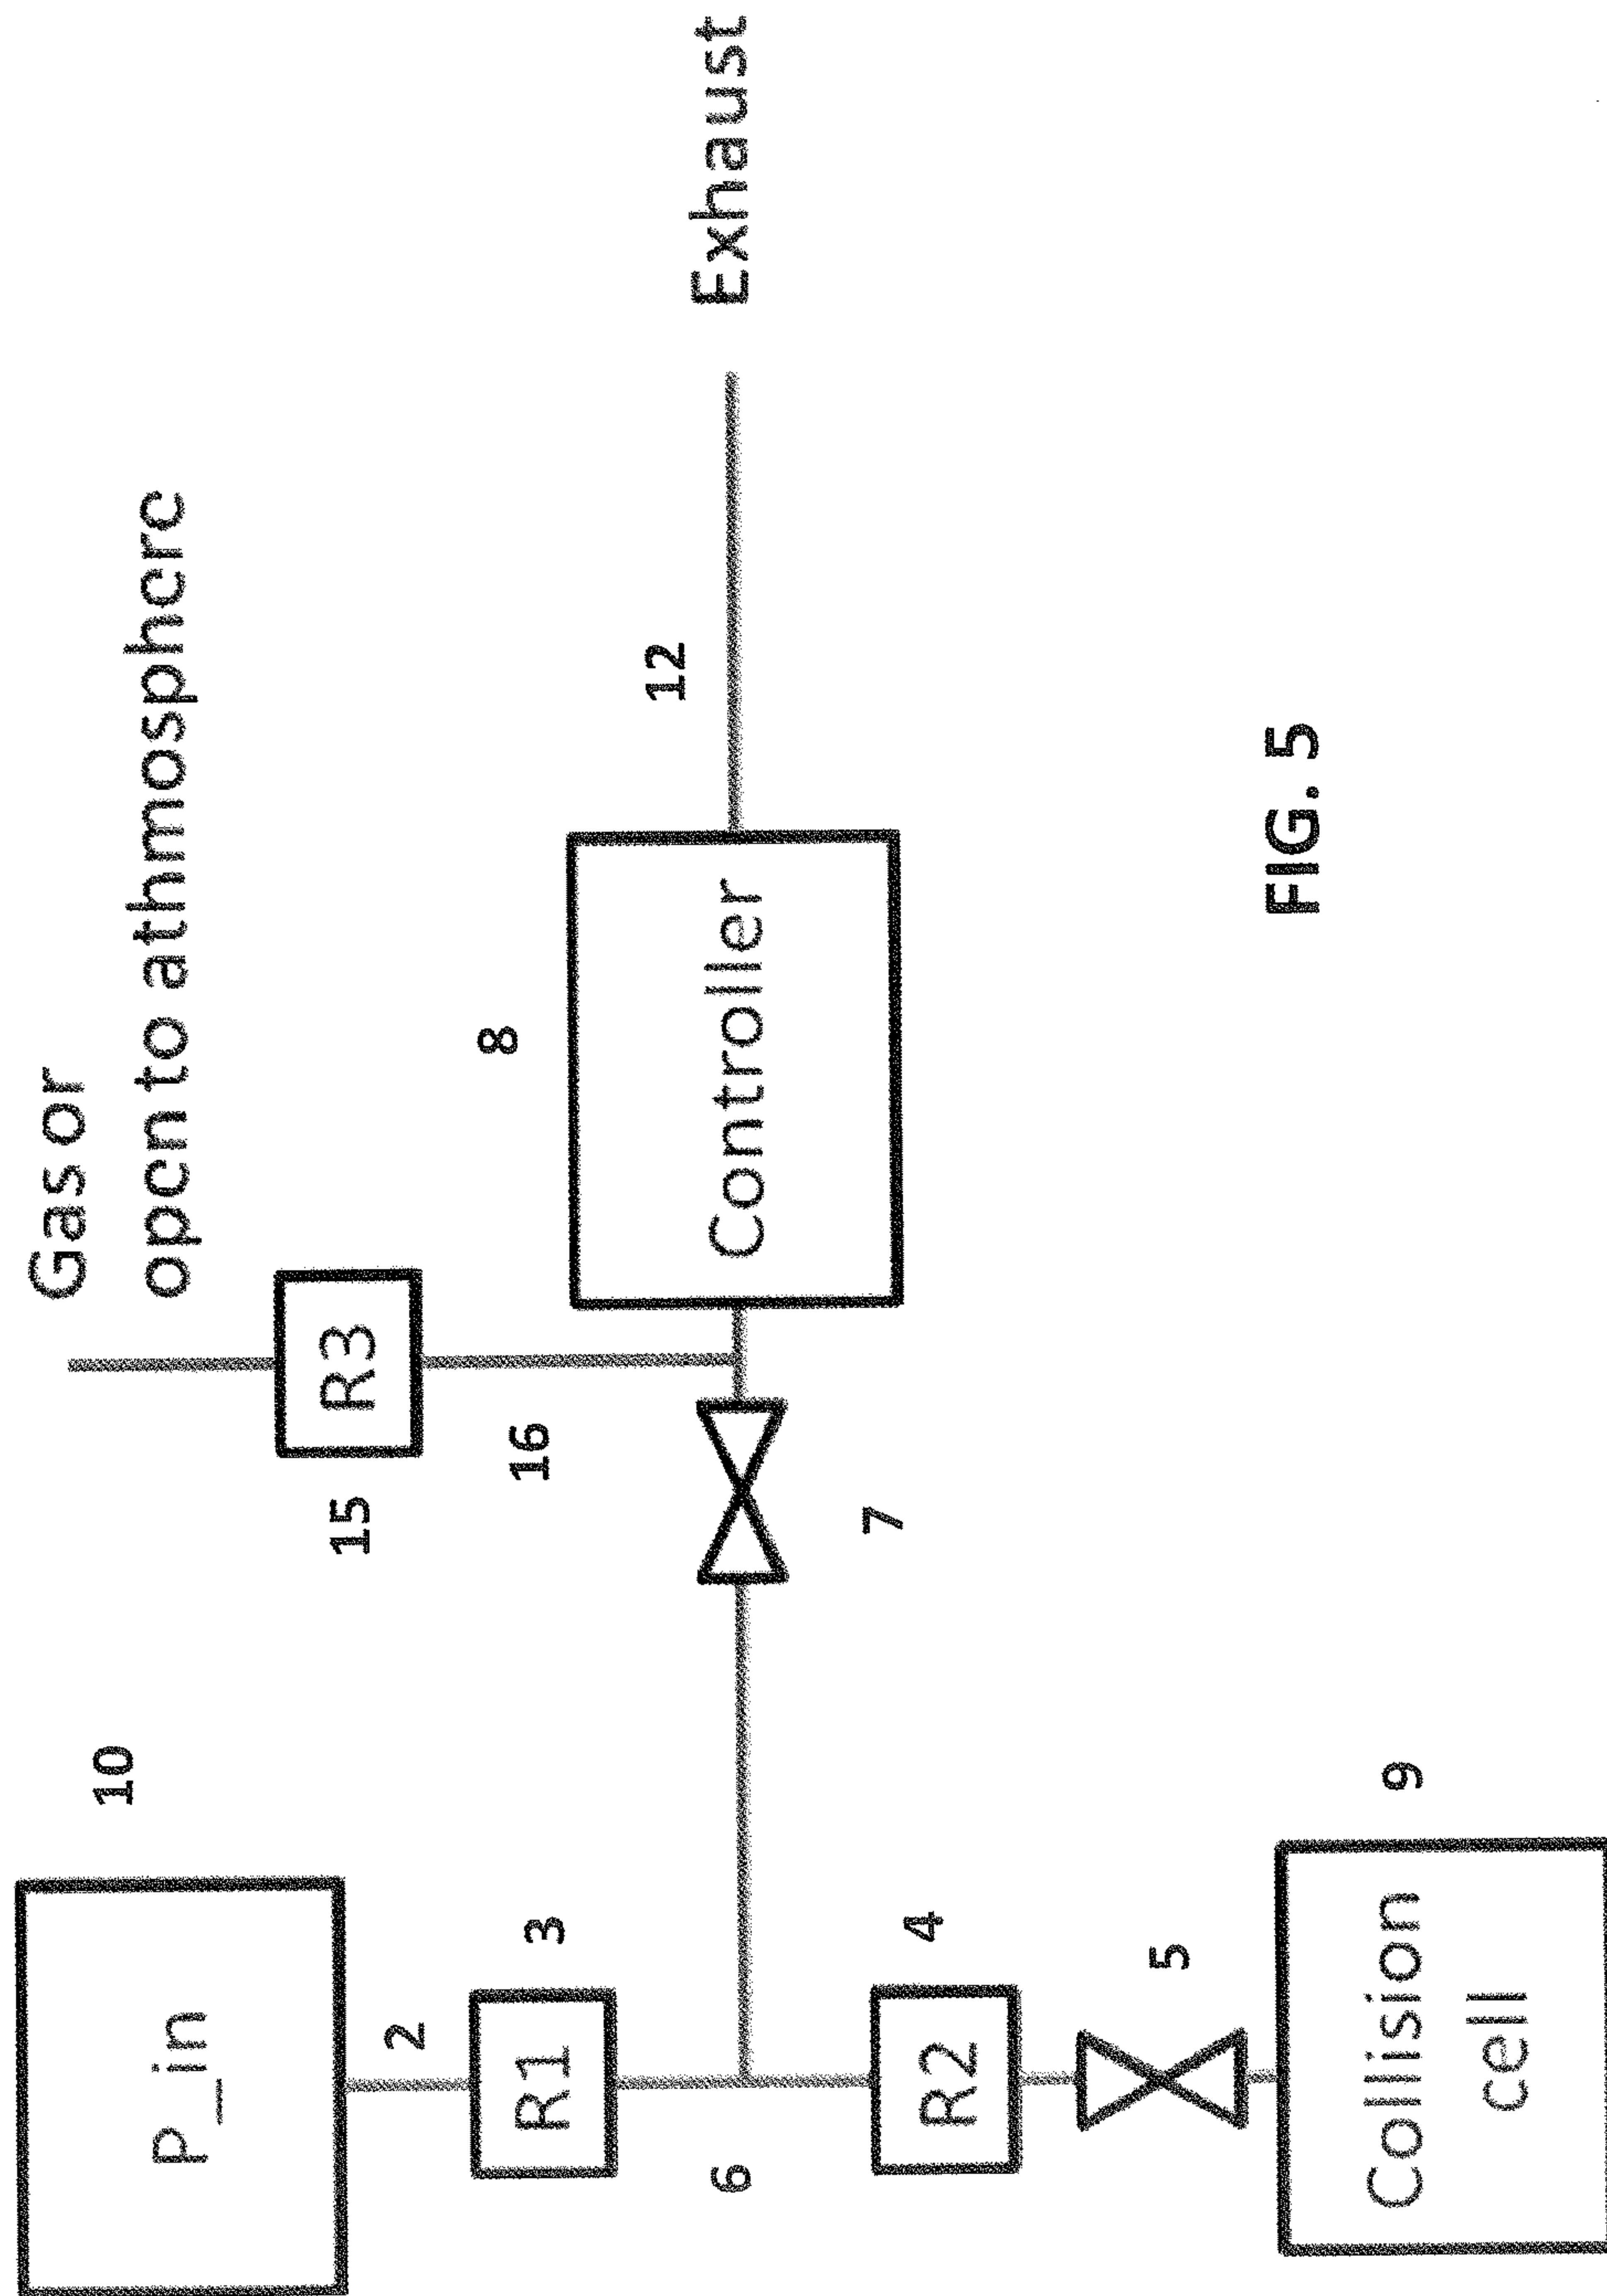 Gas or
open to athmosphere
10
P_in
15
R3
2
8
16
3
R1
12
Exhaust
6
Controller
7
4
R2
5
FIG. 5
9
Collision
cell